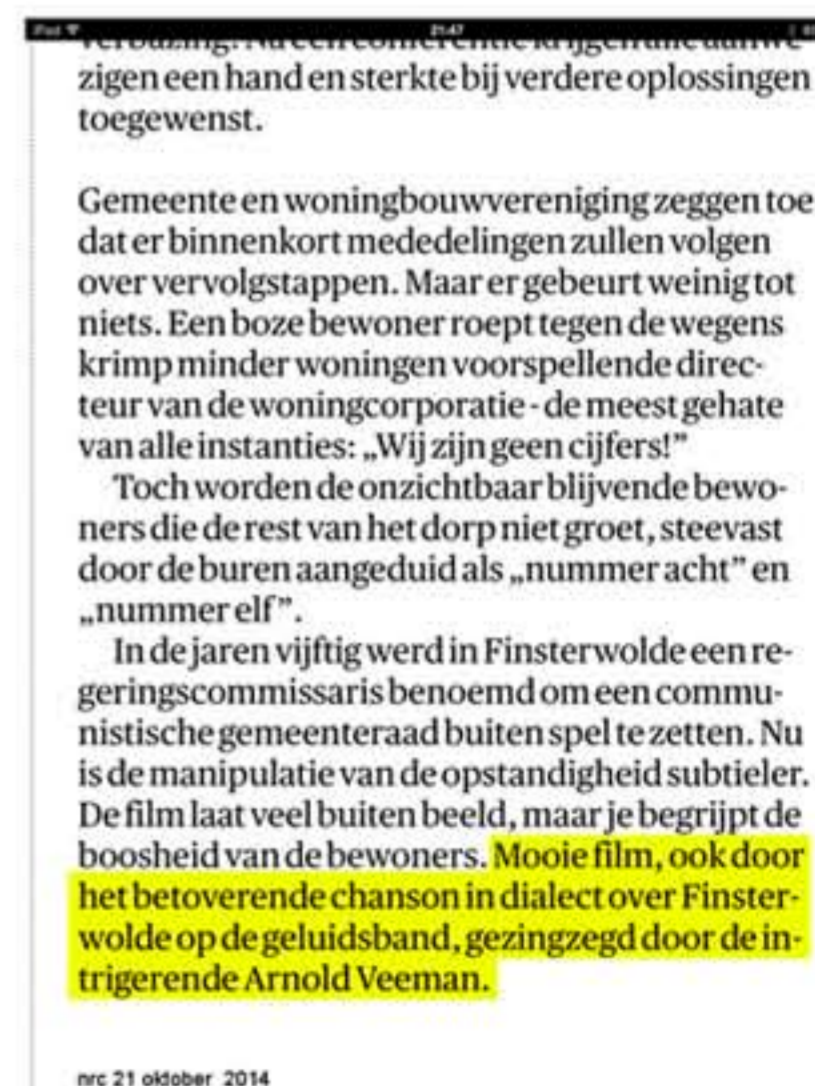 iPad
21:47
zigen een hand en sterkte bij verdere oplossingen
toegewenst.
Gemeente en woningbouwvereniging zeggen toe
dat er binnenkort mededelingen zullen volgen
over vervolgstappen. Maar er gebeurt weinig tot
niets. Een boze bewoner roept tegen de wegens
krimp minder woningen voorspellende direc-
teur van de woningcorporatie - de meest gehate
van alle instanties: „Wij zijn geen cijfers!”
Toch worden de onzichtbaar blijvende bewo-
ners die de rest van het dorp niet groet, steevast
door de buren aangeduid als „nummer acht” en
„nummer elf”.
In de jaren vijftig werd in Finsterwolde een re-
geringscommissaris benoemd om een commu-
nistische gemeenteraad buiten spel te zetten. Nu
is de manipulatie van de opstandigheid subtieler.
De film laat veel buiten beeld, maar je begrijpt de
boosheid van de bewoners. Mooie film, ook door
het betoverende chanson in dialect over Finster-
wolde op de geluidsband, gezingzegd door de in-
trigerende Arnold Veeman.
nrc 21 oktober 2014